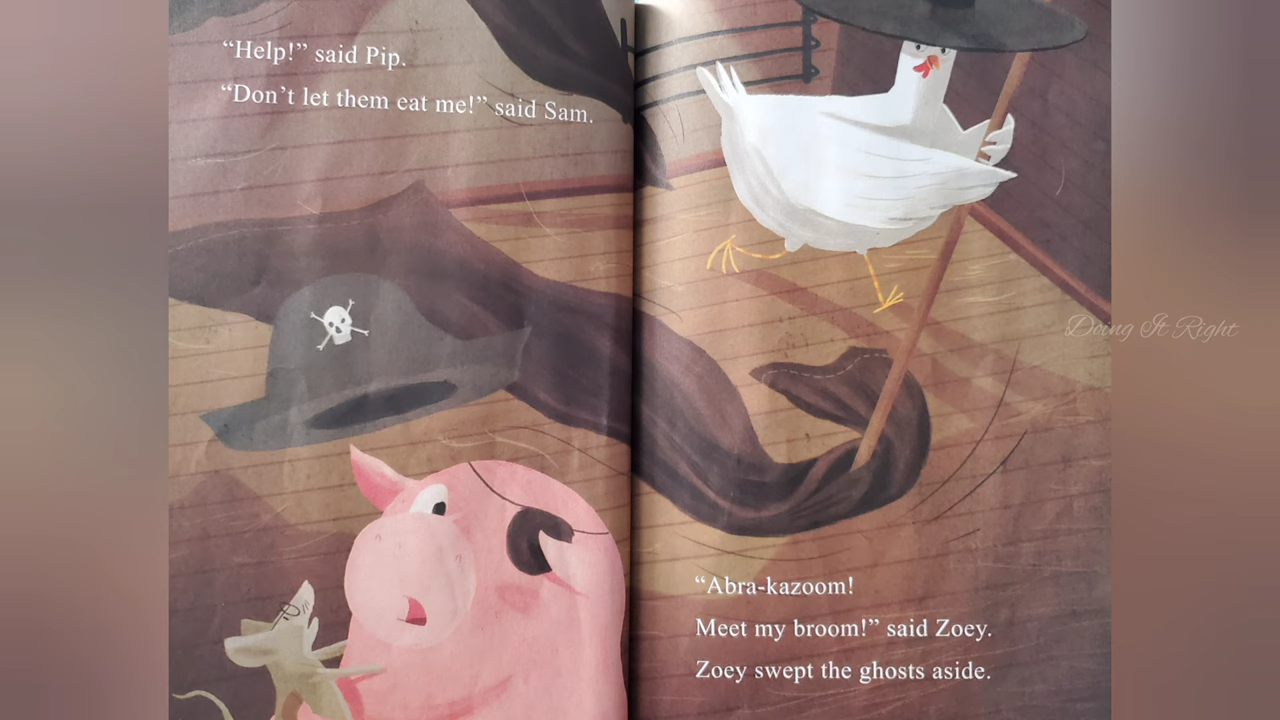 “Help!” said Pip.
“Don’t let them eat me!” said Sam.
“Abra-kazoom!
Meet my broom!” said Zoey.
Zoey swept the ghosts aside.
Doing It Right